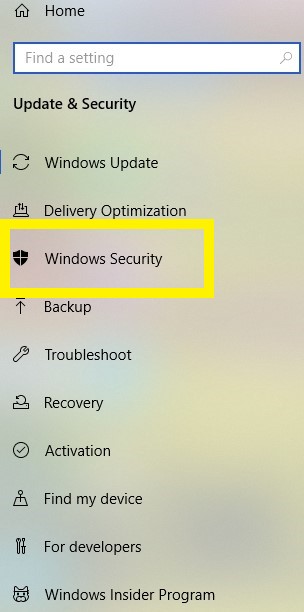 Home
Find a setting
Update & Security
Windows Update
Delivery Optimization
Windows Security
Backup
Troubleshoot
Recovery
Activation
Find my device
For developers
Windows Insider Program